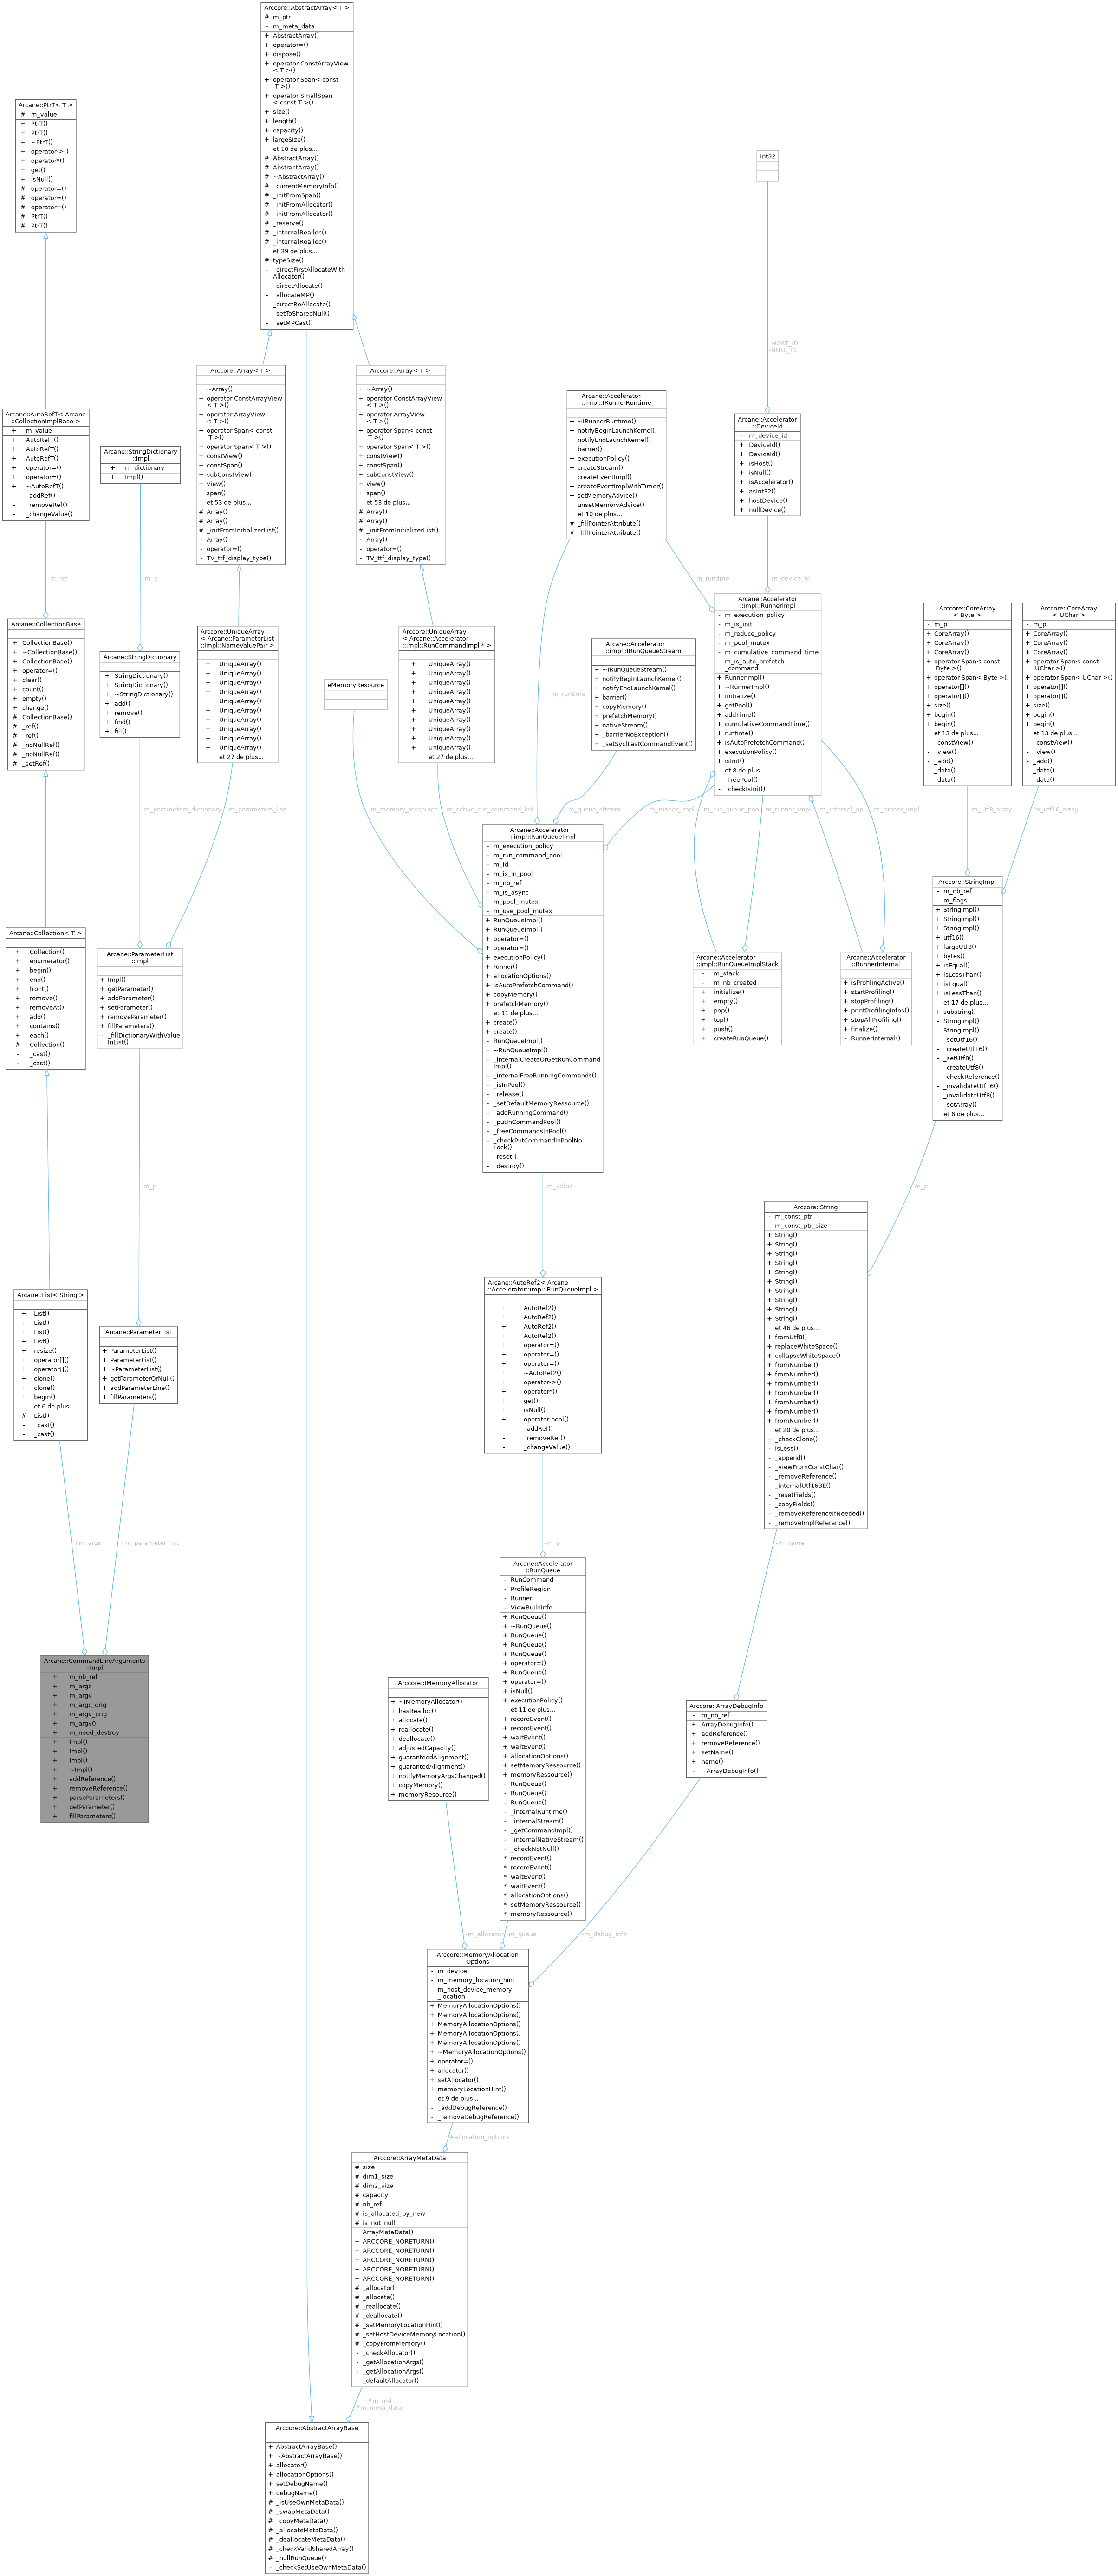 Arccore::AbstractArray< T >
# m_ptr
- m_meta_data
+ AbstractArray()
+ operator=()
+ dispose()
+ operator ConstArrayView
< T >()
+ operator Span< const
T >()
+ operator SmallSpan
< const T >()
+ size()
+ length()
+ capacity()
+ largeSize()
et 10 de plus...
# AbstractArray()
# AbstractArray()
# ~AbstractArray()
# _currentMemoryInfo()
# _initFromSpan()
# _initFromAllocator()
# _initFromAllocator()
# _reserve()
# _internalRealloc()
# _internalRealloc()
et 39 de plus...
# typeSize()
- _directFirstAllocateWith
Allocator()
- _directAllocate()
- _allocateMP()
- _directReAllocate()
- _setToSharedNull()
- _setMPCast()
Arcane::PtrT< T >
# m_value
+ PtrT()
+ PtrT()
+ ~PtrT()
+ operator->()
+ operator*()
+ get()
+ isNull()
# operator=()
# operator=()
# operator=()
# PtrT()
# PtrT()
Int32
-HOST_ID
-NULL_ID
Arccore::Array< T >
+ ~Array()
+ operator ConstArrayView
< T >()
+ operator ArrayView
< T >()
+ operator Span< const
T >()
+ operator Span< T >()
+ constView()
+ constSpan()
+ subConstView()
+ view()
+ span()
et 53 de plus...
# Array()
# Array()
# _initFromInitializerList()
- Array()
- operator=()
- TV_ttf_display_type()
Arccore::Array< T >
+ ~Array()
+ operator ConstArrayView
< T >()
+ operator ArrayView
< T >()
+ operator Span< const
T >()
+ operator Span< T >()
+ constView()
+ constSpan()
+ subConstView()
+ view()
+ span()
et 53 de plus...
# Array()
# Array()
# _initFromInitializerList()
- Array()
- operator=()
- TV_ttf_display_type()
Arcane::Accelerator
::impl::IRunnerRuntime
+ ~IRunnerRuntime()
+ notifyBeginLaunchKernel()
+ notifyEndLaunchKernel()
+ barrier()
+ executionPolicy()
+ createStream()
+ createEventImpl()
+ createEventImplWithTimer()
+ setMemoryAdvice()
+ unsetMemoryAdvice()
et 10 de plus...
# _fillPointerAttribute()
# _fillPointerAttribute()
Arcane::Accelerator
::DeviceId
- m_device_id
+ DeviceId()
+ DeviceId()
+ isHost()
+ isNull()
+ isAccelerator()
+ asInt32()
+ hostDevice()
+ nullDevice()
Arcane::AutoRefT< Arcane
::CollectionImplBase >
+ m_value
+ AutoRefT()
+ AutoRefT()
+ AutoRefT()
+ operator=()
+ operator=()
+ ~AutoRefT()
- _addRef()
- _removeRef()
- _changeValue()
Arcane::StringDictionary
::Impl
+ m_dictionary
+ Impl()
-m_ref
-m_p
-m_runtime
-m_device_id
Arcane::CollectionBase
+ CollectionBase()
+ ~CollectionBase()
+ CollectionBase()
+ operator=()
+ clear()
+ count()
+ empty()
+ change()
# CollectionBase()
# _ref()
# _ref()
# _noNullRef()
# _noNullRef()
# _setRef()
Arcane::StringDictionary
+ StringDictionary()
+ StringDictionary()
+ ~StringDictionary()
+ add()
+ remove()
+ find()
+ fill()
Arccore::UniqueArray
< Arcane::ParameterList
::Impl::NameValuePair >
+ UniqueArray()
+ UniqueArray()
+ UniqueArray()
+ UniqueArray()
+ UniqueArray()
+ UniqueArray()
+ UniqueArray()
+ UniqueArray()
+ UniqueArray()
+ UniqueArray()
et 27 de plus...
eMemoryResource
Arccore::UniqueArray
< Arcane::Accelerator
::impl::RunCommandImpl * >
+ UniqueArray()
+ UniqueArray()
+ UniqueArray()
+ UniqueArray()
+ UniqueArray()
+ UniqueArray()
+ UniqueArray()
+ UniqueArray()
+ UniqueArray()
+ UniqueArray()
et 27 de plus...
-m_runtime
Arcane::Accelerator
::impl::IRunQueueStream
+ ~IRunQueueStream()
+ notifyBeginLaunchKernel()
+ notifyEndLaunchKernel()
+ barrier()
+ copyMemory()
+ prefetchMemory()
+ nativeStream()
+ _barrierNoException()
+ _setSyclLastCommandEvent()
Arcane::Accelerator
::impl::RunnerImpl
- m_execution_policy
- m_is_init
- m_reduce_policy
- m_pool_mutex
- m_cumulative_command_time
- m_is_auto_prefetch
_command
+ RunnerImpl()
+ ~RunnerImpl()
+ initialize()
+ getPool()
+ addTime()
+ cumulativeCommandTime()
+ runtime()
+ isAutoPrefetchCommand()
+ executionPolicy()
+ isInit()
et 8 de plus...
- _freePool()
- _checkIsInit()
Arccore::CoreArray
< Byte >
- m_p
+ CoreArray()
+ CoreArray()
+ CoreArray()
+ operator Span< const
Byte >()
+ operator Span< Byte >()
+ operator[]()
+ operator[]()
+ size()
+ begin()
+ begin()
et 13 de plus...
- _constView()
- _view()
- _add()
- _data()
- _data()
Arccore::CoreArray
< UChar >
- m_p
+ CoreArray()
+ CoreArray()
+ CoreArray()
+ operator Span< const
UChar >()
+ operator Span< UChar >()
+ operator[]()
+ operator[]()
+ size()
+ begin()
+ begin()
et 13 de plus...
- _constView()
- _view()
- _add()
- _data()
- _data()
-m_parameters_dictionary
-m_parameters_list
-m_memory_ressource
-m_active_run_command_list
-m_queue_stream
-m_runner_impl
-m_run_queue_pool
-m_runner_impl
-m_internal_api
-m_runner_impl
-m_utf8_array
-m_utf16_array
Arcane::Accelerator
::impl::RunQueueImpl
- m_execution_policy
- m_run_command_pool
- m_id
- m_is_in_pool
- m_nb_ref
- m_is_async
- m_pool_mutex
- m_use_pool_mutex
+ RunQueueImpl()
+ RunQueueImpl()
+ operator=()
+ operator=()
+ executionPolicy()
+ runner()
+ allocationOptions()
+ isAutoPrefetchCommand()
+ copyMemory()
+ prefetchMemory()
et 11 de plus...
+ create()
+ create()
- RunQueueImpl()
- ~RunQueueImpl()
- _internalCreateOrGetRunCommand
Impl()
- _internalFreeRunningCommands()
- _isInPool()
- _release()
- _setDefaultMemoryRessource()
- _addRunningCommand()
- _putInCommandPool()
- _freeCommandsInPool()
- _checkPutCommandInPoolNo
Lock()
- _reset()
- _destroy()
Arccore::StringImpl
- m_nb_ref
- m_flags
+ StringImpl()
+ StringImpl()
+ StringImpl()
+ utf16()
+ largeUtf8()
+ bytes()
+ isEqual()
+ isLessThan()
+ isEqual()
+ isLessThan()
et 17 de plus...
+ substring()
- StringImpl()
- StringImpl()
- _setUtf16()
- _createUtf16()
- _setUtf8()
- _createUtf8()
- _checkReference()
- _invalidateUtf16()
- _invalidateUtf8()
- _setArray()
et 6 de plus...
Arcane::Collection< T >
+ Collection()
+ enumerator()
+ begin()
+ end()
+ front()
+ remove()
+ removeAt()
+ add()
+ contains()
+ each()
# Collection()
- _cast()
- _cast()
Arcane::ParameterList
::Impl
+ Impl()
+ getParameter()
+ addParameter()
+ setParameter()
+ removeParameter()
+ fillParameters()
- _fillDictionaryWithValue
InList()
Arcane::Accelerator
::impl::RunQueueImplStack
- m_stack
- m_nb_created
+ initialize()
+ empty()
+ pop()
+ top()
+ push()
+ createRunQueue()
Arcane::Accelerator
::RunnerInternal
+ isProfilingActive()
+ startProfiling()
+ stopProfiling()
+ printProfilingInfos()
+ stopAllProfiling()
+ finalize()
- RunnerInternal()
-m_p
-m_value
-m_p
Arccore::String
- m_const_ptr
- m_const_ptr_size
+ String()
+ String()
+ String()
+ String()
+ String()
+ String()
+ String()
+ String()
+ String()
+ String()
et 46 de plus...
+ fromUtf8()
+ replaceWhiteSpace()
+ collapseWhiteSpace()
+ fromNumber()
+ fromNumber()
+ fromNumber()
+ fromNumber()
+ fromNumber()
+ fromNumber()
+ fromNumber()
et 20 de plus...
- _checkClone()
- isLess()
- _append()
- _viewFromConstChar()
- _removeReference()
- _internalUtf16BE()
- _resetFields()
- _copyFields()
- _removeReferenceIfNeeded()
- _removeImplReference()
Arcane::List< String >
+ List()
+ List()
+ List()
+ List()
+ resize()
+ operator[]()
+ operator[]()
+ clone()
+ clone()
+ begin()
et 6 de plus...
# List()
- _cast()
- _cast()
Arcane::ParameterList
+ ParameterList()
+ ParameterList()
+ ~ParameterList()
+ getParameterOrNull()
+ addParameterLine()
+ fillParameters()
Arcane::AutoRef2< Arcane
::Accelerator::impl::RunQueueImpl >
+ AutoRef2()
+ AutoRef2()
+ AutoRef2()
+ AutoRef2()
+ operator=()
+ operator=()
+ operator=()
+ ~AutoRef2()
+ operator->()
+ operator*()
+ get()
+ isNull()
+ operator bool()
- _addRef()
- _removeRef()
- _changeValue()
+m_args
+m_parameter_list
-m_p
-m_name
Arcane::Accelerator
::RunQueue
- RunCommand
- ProfileRegion
- Runner
- ViewBuildInfo
+ RunQueue()
+ ~RunQueue()
+ RunQueue()
+ RunQueue()
+ RunQueue()
+ operator=()
+ RunQueue()
+ operator=()
+ isNull()
+ executionPolicy()
et 11 de plus...
+ recordEvent()
+ recordEvent()
+ waitEvent()
+ waitEvent()
+ allocationOptions()
+ setMemoryRessource()
+ memoryRessource()
- RunQueue()
- RunQueue()
- RunQueue()
- _internalRuntime()
- _internalStream()
- _getCommandImpl()
- _internalNativeStream()
- _checkNotNull()
* recordEvent()
* recordEvent()
* waitEvent()
* waitEvent()
* allocationOptions()
* setMemoryRessource()
* memoryRessource()
Arcane::CommandLineArguments
::Impl
+ m_nb_ref
+ m_argc
+ m_argv
+ m_argc_orig
+ m_argv_orig
+ m_argv0
+ m_need_destroy
+ Impl()
+ Impl()
+ Impl()
+ ~Impl()
+ addReference()
+ removeReference()
+ parseParameters()
+ getParameter()
+ fillParameters()
Arccore::IMemoryAllocator
+ ~IMemoryAllocator()
+ hasRealloc()
+ allocate()
+ reallocate()
+ deallocate()
+ adjustedCapacity()
+ guaranteedAlignment()
+ guarantedAlignment()
+ notifyMemoryArgsChanged()
+ copyMemory()
+ memoryResource()
Arccore::ArrayDebugInfo
- m_nb_ref
+ ArrayDebugInfo()
+ addReference()
+ removeReference()
+ setName()
+ name()
- ~ArrayDebugInfo()
-m_allocator
-m_queue
-m_debug_info
Arccore::MemoryAllocation
Options
- m_device
- m_memory_location_hint
- m_host_device_memory
_location
+ MemoryAllocationOptions()
+ MemoryAllocationOptions()
+ MemoryAllocationOptions()
+ MemoryAllocationOptions()
+ MemoryAllocationOptions()
+ ~MemoryAllocationOptions()
+ operator=()
+ allocator()
+ setAllocator()
+ memoryLocationHint()
et 9 de plus...
- _addDebugReference()
- _removeDebugReference()
#allocation_options
Arccore::ArrayMetaData
# size
# dim1_size
# dim2_size
# capacity
# nb_ref
# is_allocated_by_new
# is_not_null
+ ArrayMetaData()
+ ARCCORE_NORETURN()
+ ARCCORE_NORETURN()
+ ARCCORE_NORETURN()
+ ARCCORE_NORETURN()
+ ARCCORE_NORETURN()
# _allocator()
# _allocate()
# _reallocate()
# _deallocate()
# _setMemoryLocationHint()
# _setHostDeviceMemoryLocation()
# _copyFromMemory()
- _checkAllocator()
- _getAllocationArgs()
- _getAllocationArgs()
- _defaultAllocator()
#m_md
#m_meta_data
Arccore::AbstractArrayBase
+ AbstractArrayBase()
+ ~AbstractArrayBase()
+ allocator()
+ allocationOptions()
+ setDebugName()
+ debugName()
# _isUseOwnMetaData()
# _swapMetaData()
# _copyMetaData()
# _allocateMetaData()
# _deallocateMetaData()
# _checkValidSharedArray()
# _nullRunQueue()
- _checkSetUseOwnMetaData()